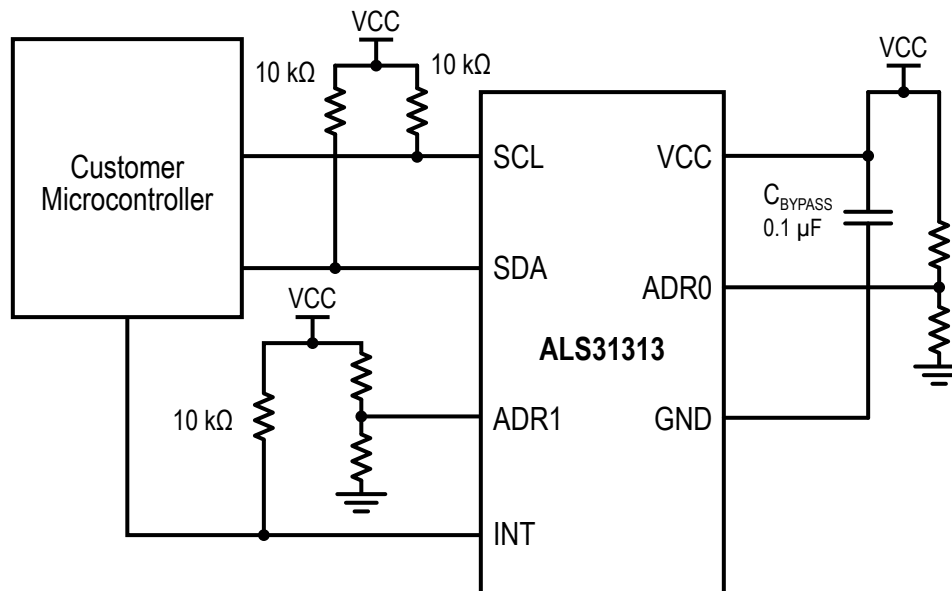 VCC
10 kΩ
10 kΩ
VCC
Customer
Microcontroller
SCL
VCC
C_BYPASS
0.1 µF
SDA
VCC
ADR0
ALS31313
10 kΩ
ADR1
GND
INT